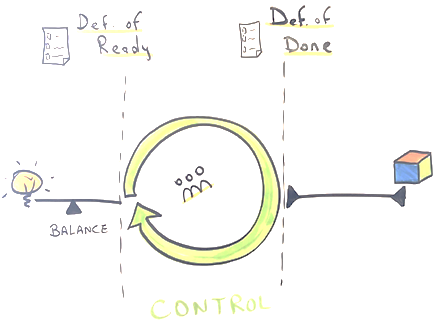 Def. of
Ready
Def. of
Done
BALANCE
CONTROL